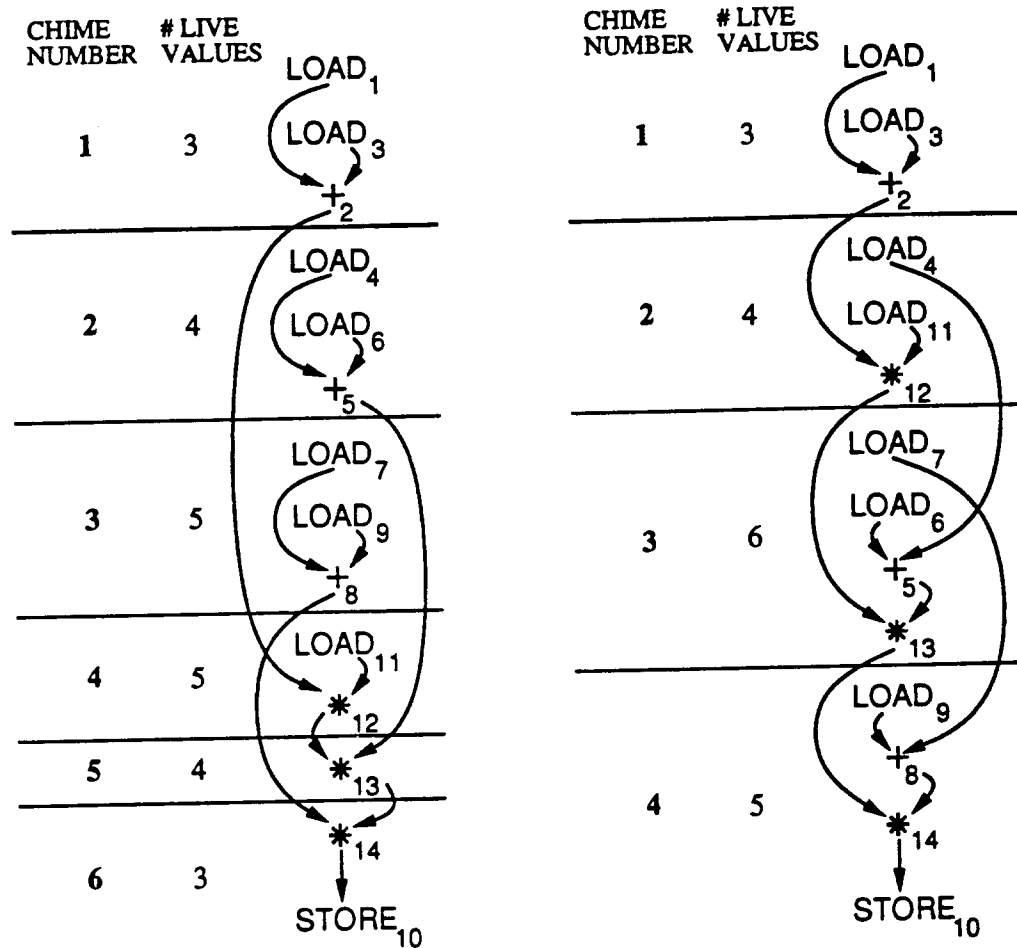 CHIME NUMBER
# LIVE VALUES
LOAD1
1 3
LOAD3
+2
LOAD4
2 4
LOAD6
+5
LOAD7
3 5
LOAD9
+8
LOAD11
4 5
*12
5 4
*13
*14
6 3
STORE10
CHIME NUMBER
# LIVE VALUES
LOAD1
1 3
LOAD3
+2
LOAD4
2 4
LOAD11
*12
LOAD7
LOAD6
3 6
+5
*13
LOAD9
+8
4 5
*14
STORE10